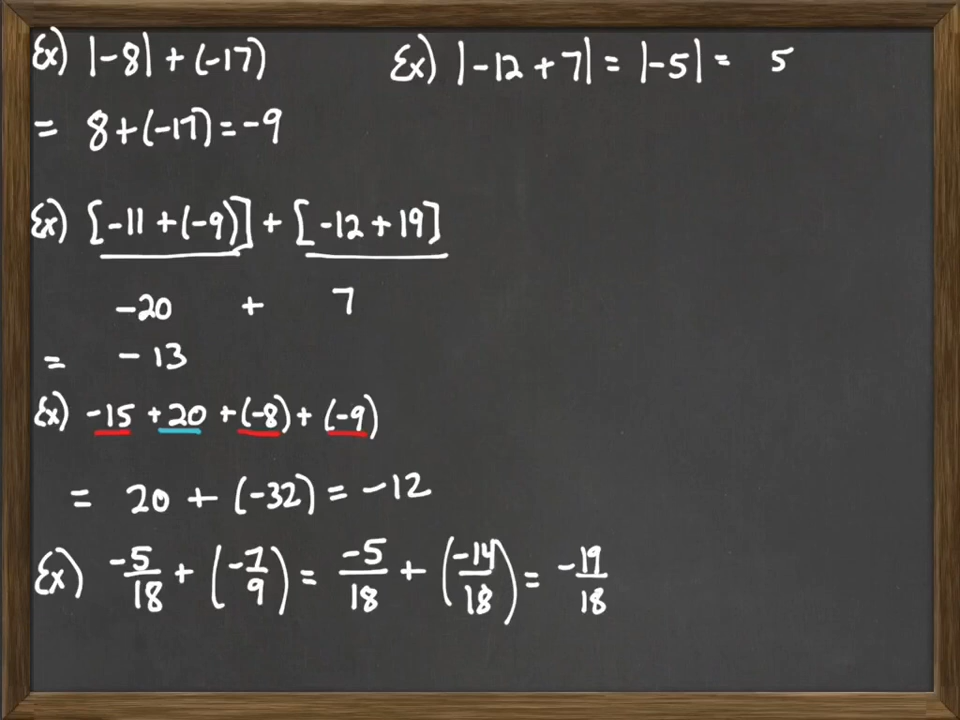 Ex) |-8| + (-17)
= 8 + (-17) = -9
Ex) |-12 + 7| = |-5| = 5
Ex) [-11 + (-9)] + [-12 + 19]
-20 + 7
= -13
Ex) -15 + 20 + (-8) + (-9)
= 20 + (-32) = -12
Ex) -5/18 + (-7/9) = -5/18 + (-14/18) = -19/18